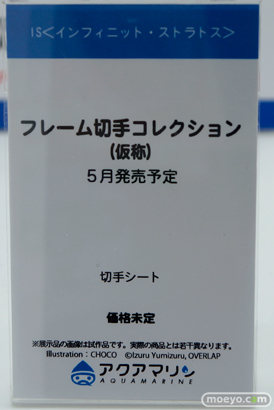 IS＜インフィニット・ストラトス＞
フレーム切手コレクション
(仮称)
５月発売予定
切手シート
価格未定
※展示品の画像は試作品です。実際の商品とは若干異なります。
Illustration：CHOCO　©Izuru Yumizuru, OVERLAP
アクアマリン
AQUAMARINE
moeyo.com